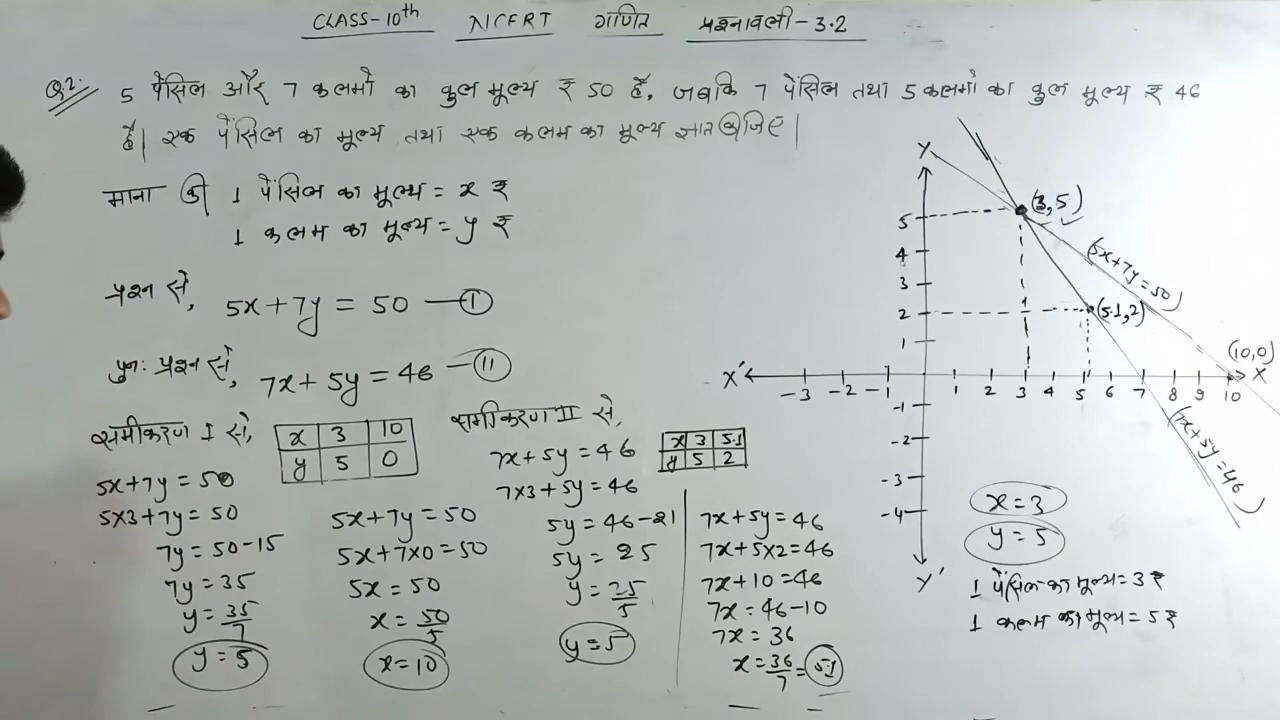 CLASS-10th NCERT गणित प्रश्नावली-3.2
Q.2. 5 पेंसिल और 7 कलमों का कुल मूल्य ₹ 50 है, जबकि 7 पेंसिल तथा 5 कलमों का कुल मूल्य ₹ 46
है। एक पेंसिल का मूल्य तथा एक कलम का मूल्य ज्ञात कीजिए।
माना की 1 पेंसिल का मूल्य = x ₹
1 कलम का मूल्य = y ₹
प्रश्न से, 5x+7y = 50 — I
पुनः प्रश्न से, 7x+5y = 46 — II
समीकरण I से,
x 3 10
y 5 0
5x+7y = 50
5x3+7y = 50
7y = 50-15
7y = 35
y = 35/7
y = 5
5x+7y = 50
5x+7x0 = 50
5x = 50
x = 50/5
x = 10
समीकरण II से,
x 3 5.1
y 5 2
7x+5y = 46
7x3+5y = 46
5y = 46-21
5y = 25
y = 25/5
y = 5
7x+5y = 46
7x+5x2 = 46
7x+10 = 46
7x = 46-10
7x = 36
x = 36/7 = 5.1
Y
(3,5)
5
4
(5x+7y=50)
3
2
(5.1,2)
1
(10,0)
X' -3 -2 -1 1 2 3 4 5 6 7 8 9 10 X
-1
-2
-3
-4
Y'
(7x+5y=46)
x = 3
y = 5
1 पेंसिल का मूल्य = 3 ₹
1 कलम का मूल्य = 5 ₹